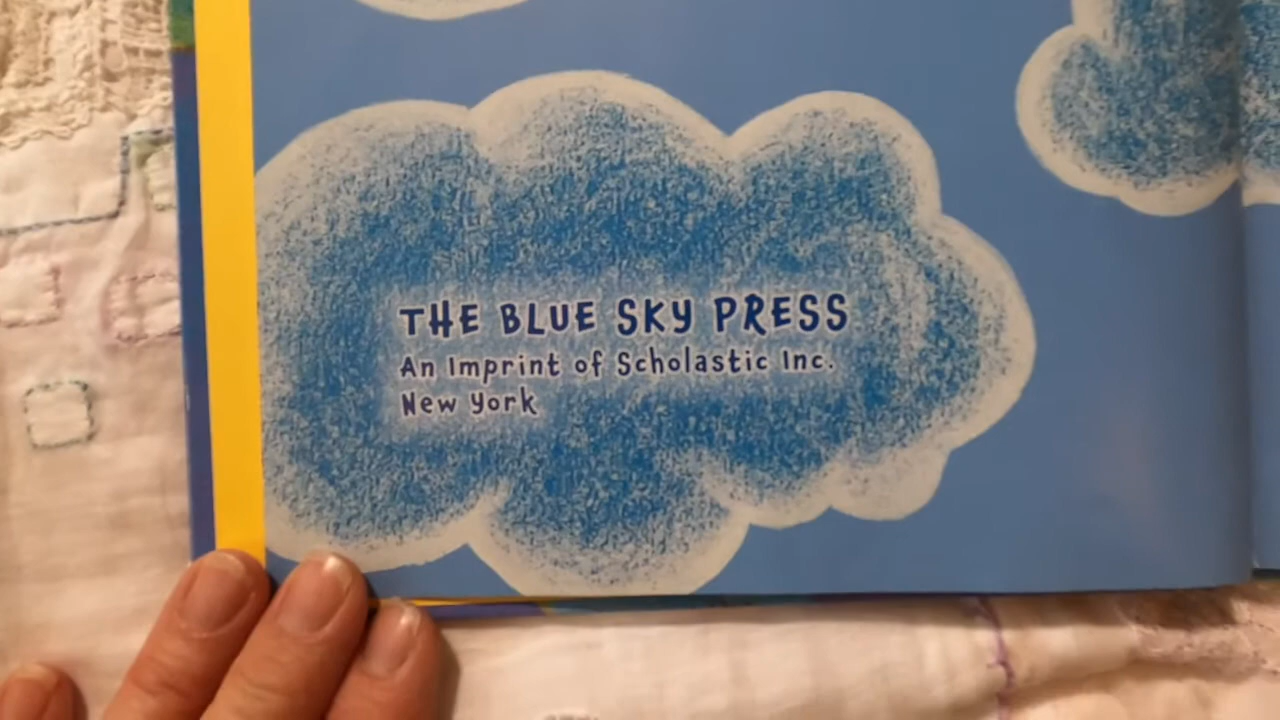 THE BLUE SKY PRESS
An Imprint of Scholastic Inc.
New York